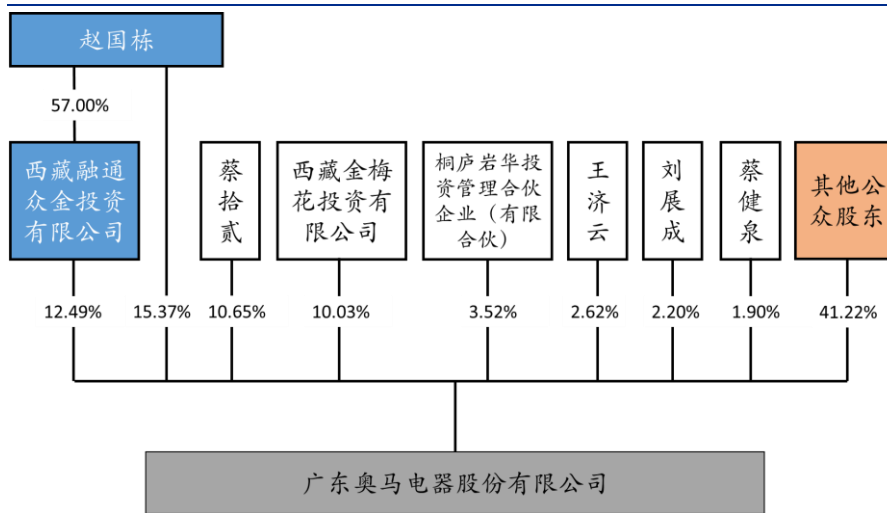 赵国栋
57.00%
西藏融通
众金投资
有限公司
蔡
拾
贰
西藏金梅
花投资有
限公司
桐庐岩华投
资管理合伙
企业（有限
合伙）
王
济
云
刘
展
成
蔡
健
泉
其他公
众股东
12.49%
15.37%
10.65%
10.03%
3.52%
2.62%
2.20%
1.90%
41.22%
广东奥马电器股份有限公司